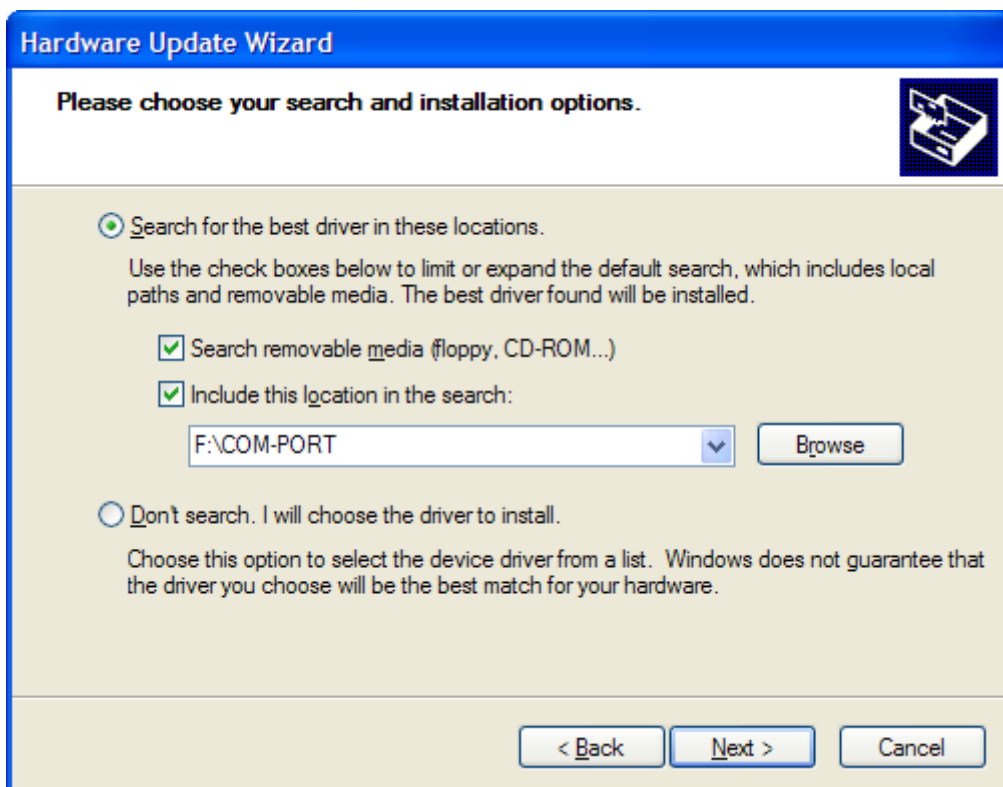 Hardware Update Wizard
Please choose your search and installation options.
Search for the best driver in these locations.
Use the check boxes below to limit or expand the default search, which includes local
paths and removable media. The best driver found will be installed.
Search removable media (floppy, CD-ROM...)
Include this location in the search:
F:\COM-PORT
Browse
Don't search. I will choose the driver to install.
Choose this option to select the device driver from a list.  Windows does not guarantee that
the driver you choose will be the best match for your hardware.
< Back
Next >
Cancel